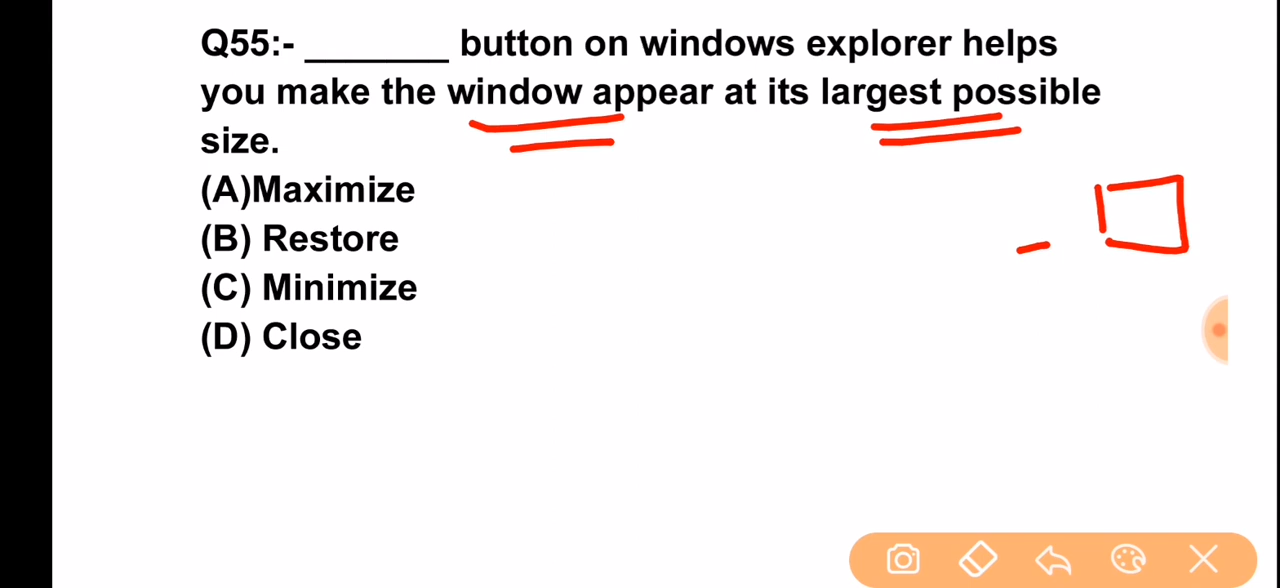 Q55:- _______ button on windows explorer helps
you make the window appear at its largest possible
size.
(A)Maximize
(B) Restore
(C) Minimize
(D) Close